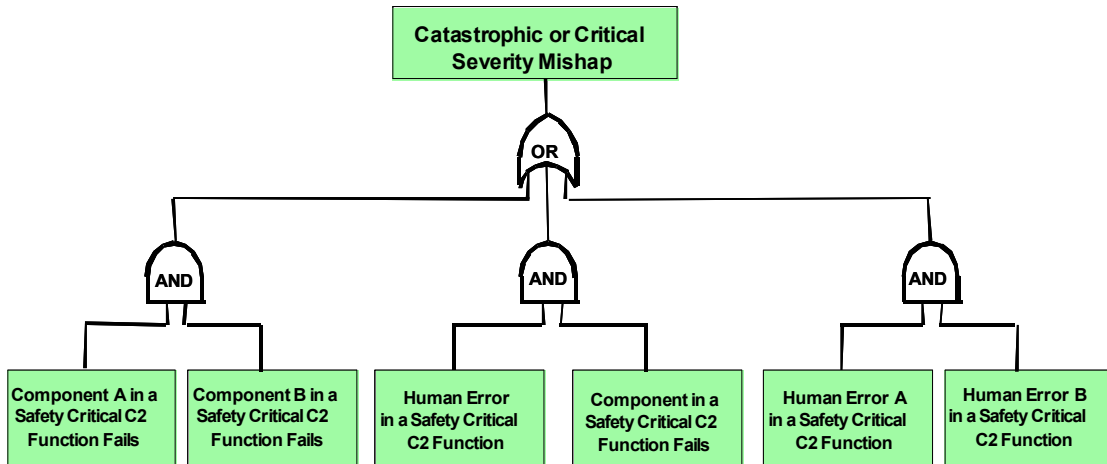 Catastrophic or Critical
Severity Mishap
OR
AND
AND
AND
Component A in a
Safety Critical C2
Function Fails
Component B in a
Safety Critical C2
Function Fails
Human Error
in a Safety Critical
C2 Function
Component in a
Safety Critical C2
Function Fails
Human Error A
in a Safety Critical
C2 Function
Human Error B
in a Safety Critical
C2 Function